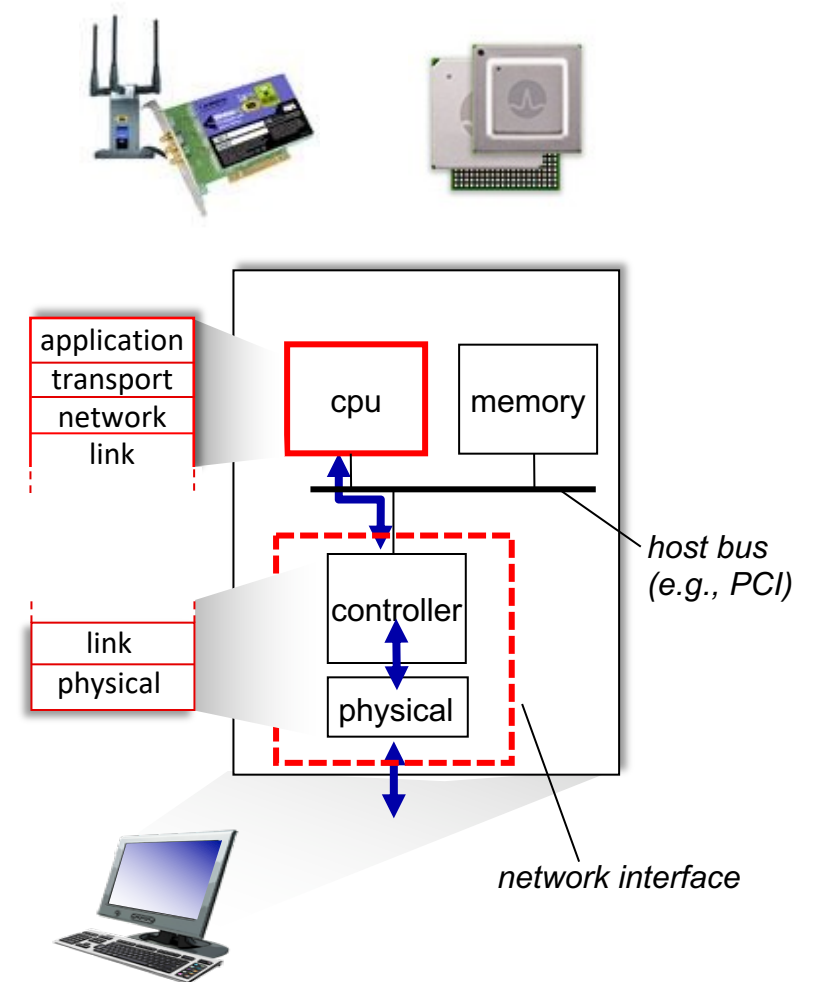 application
transport
network
link
cpu
memory
host bus
(e.g., PCI)
controller
link
physical
physical
network interface